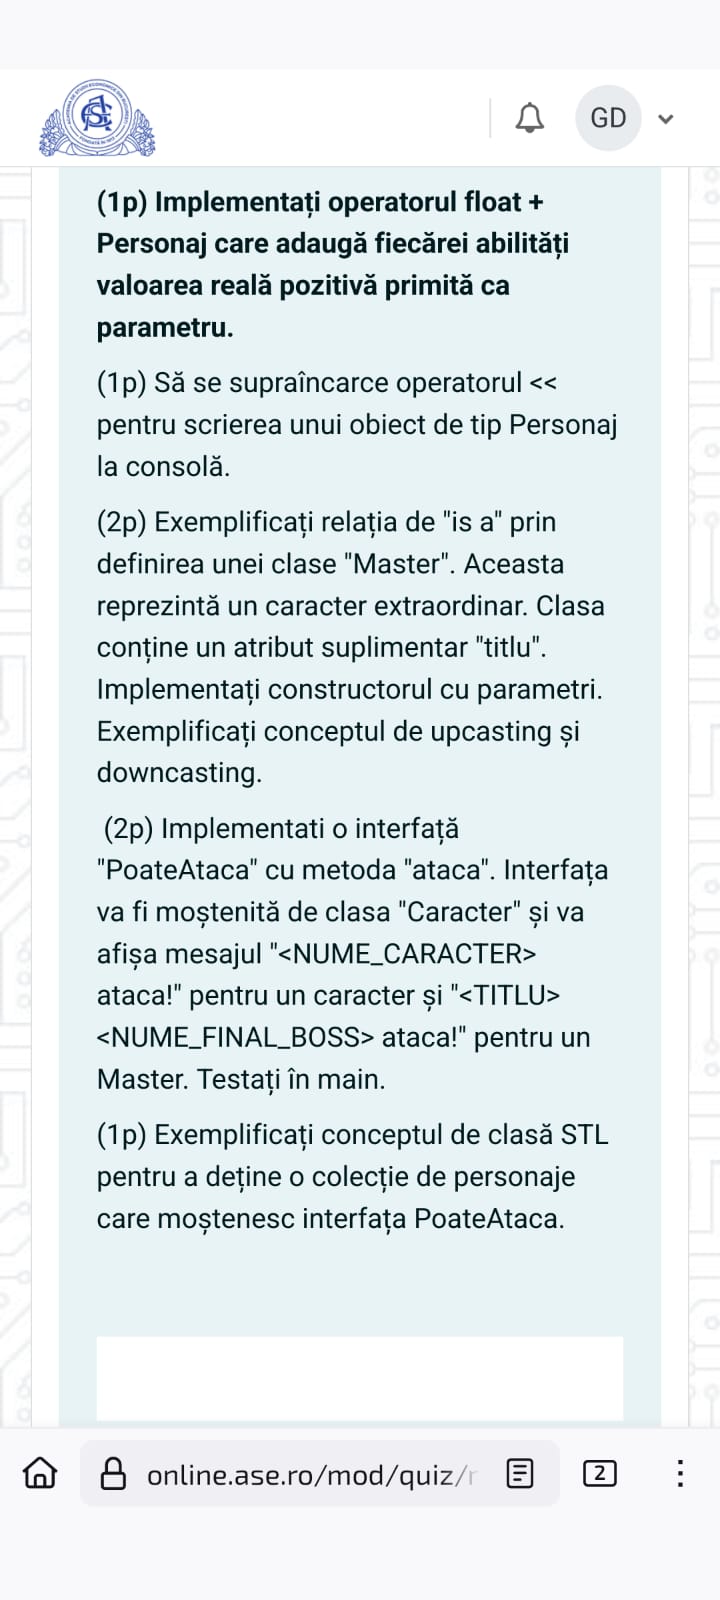 GD
(1p) Implementați operatorul float +
Personaj care adaugă fiecărei abilități
valoarea reală pozitivă primită ca
parametru.
(1p) Să se supraîncarce operatorul <<
pentru scrierea unui obiect de tip Personaj
la consolă.
(2p) Exemplificați relația de "is a" prin
definirea unei clase "Master". Aceasta
reprezintă un caracter extraordinar. Clasa
conține un atribut suplimentar "titlu".
Implementați constructorul cu parametri.
Exemplificați conceptul de upcasting și
downcasting.
(2p) Implementati o interfață
"PoateAtaca" cu metoda "ataca". Interfața
va fi moștenită de clasa "Caracter" și va
afișa mesajul "<NUME_CARACTER>
ataca!" pentru un caracter și "<TITLU>
<NUME_FINAL_BOSS> ataca!" pentru un
Master. Testați în main.
(1p) Exemplificați conceptul de clasă STL
pentru a deține o colecție de personaje
care moștenesc interfața PoateAtaca.
online.ase.ro/mod/quiz/r
2